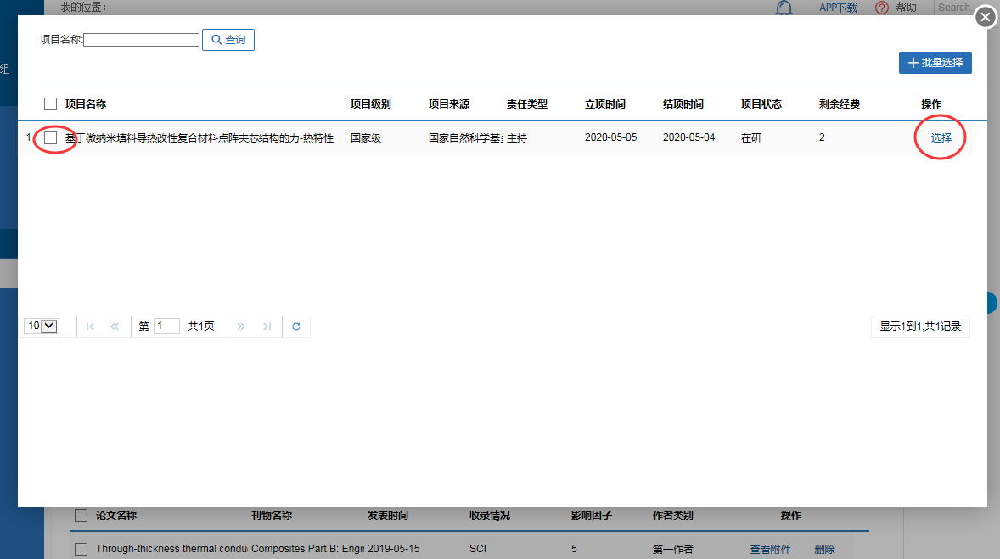 我的位置：
APP下载 ? 帮助 Search.
组
项目名称: 查询
批量选择
项目名称 项目级别 项目来源 责任类型 立项时间 结项时间 项目状态 剩余经费 操作
1 基于微纳米填料导热改性复合材料点阵夹芯结构的力-热特性 国家级 国家自然科学基 主持 2020-05-05 2020-05-04 在研 2 选择
10 第 1 共1页 显示1到1,共1记录
论文名称 刊物名称 发表时间 收录情况 影响因子 作者类别 操作
Through-thickness thermal condu Composites Part B: Engir 2019-05-15 SCI 5 第一作者 查看附件 删除